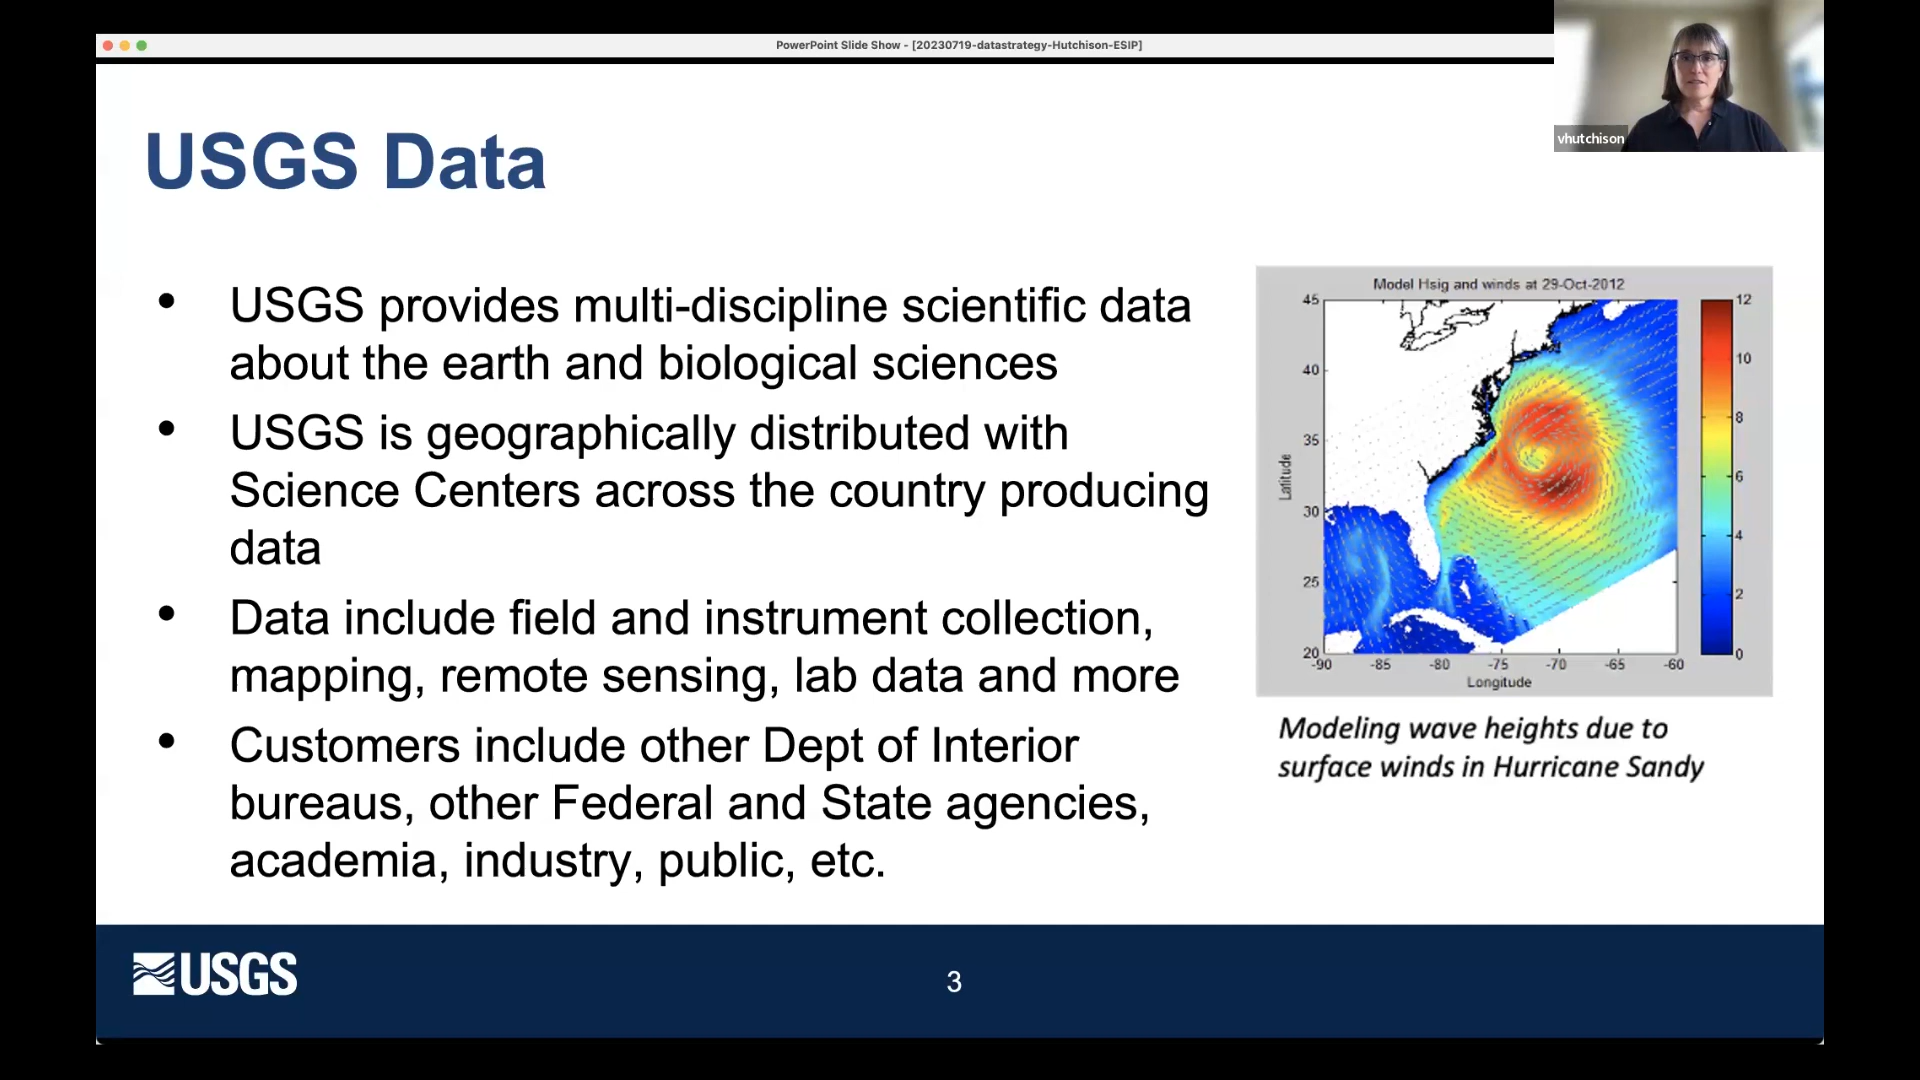 PowerPoint Slide Show - [20230719-datastrategy-Hutchison-ESIP]
vhutchison
USGS Data
• USGS provides multi-discipline scientific data
about the earth and biological sciences
• USGS is geographically distributed with
Science Centers across the country producing
data
• Data include field and instrument collection,
mapping, remote sensing, lab data and more
• Customers include other Dept of Interior
bureaus, other Federal and State agencies,
academia, industry, public, etc.
Model Hsig and winds at 29-Oct-2012
45
40
35
30
25
20
Latitude
-90 -85 -80 -75 -70 -65 -60
Longitude
12
10
8
6
4
2
0
Modeling wave heights due to
surface winds in Hurricane Sandy
USGS
3